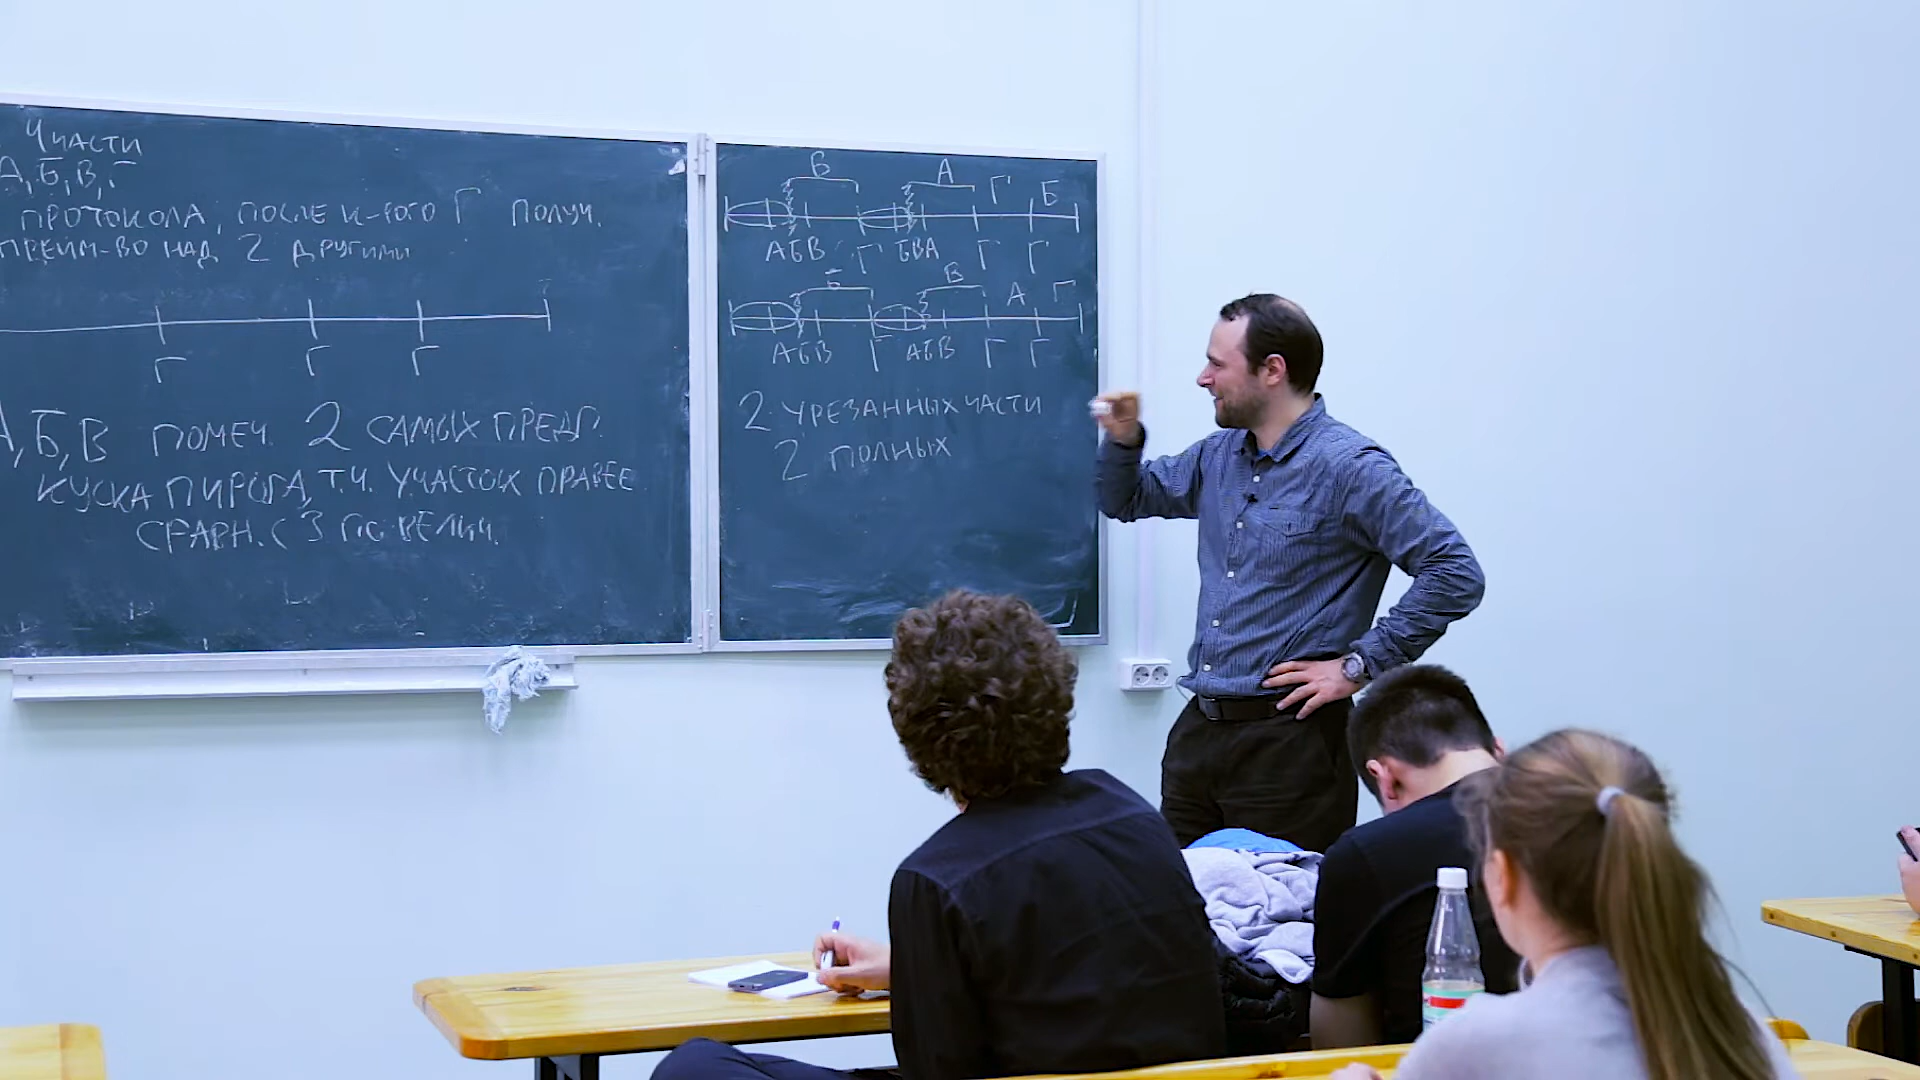 4 ЧАСТИ
А, Б, В, Г
ПРОТОКОЛА, ПОСЛЕ К-РОГО Г ПОЛУЧ.
ПРЕИМ-ВО НАД 2 ДРУГИМИ
Г Г Г
А, Б, В ПОМЕЧ. 2 САМЫХ ПРЕДП.
КУСКА ПИРОГА, Т.Ч. УЧАСТОК ПРАВЕЕ
СРАВН. С 3 ПО ВЕЛИЧ.
Б А Г Б
АБВ Г БВА Г Г
Б В А Г
АБВ Г АБВ Г Г
2 УРЕЗАННЫХ ЧАСТИ
2 ПОЛНЫХ